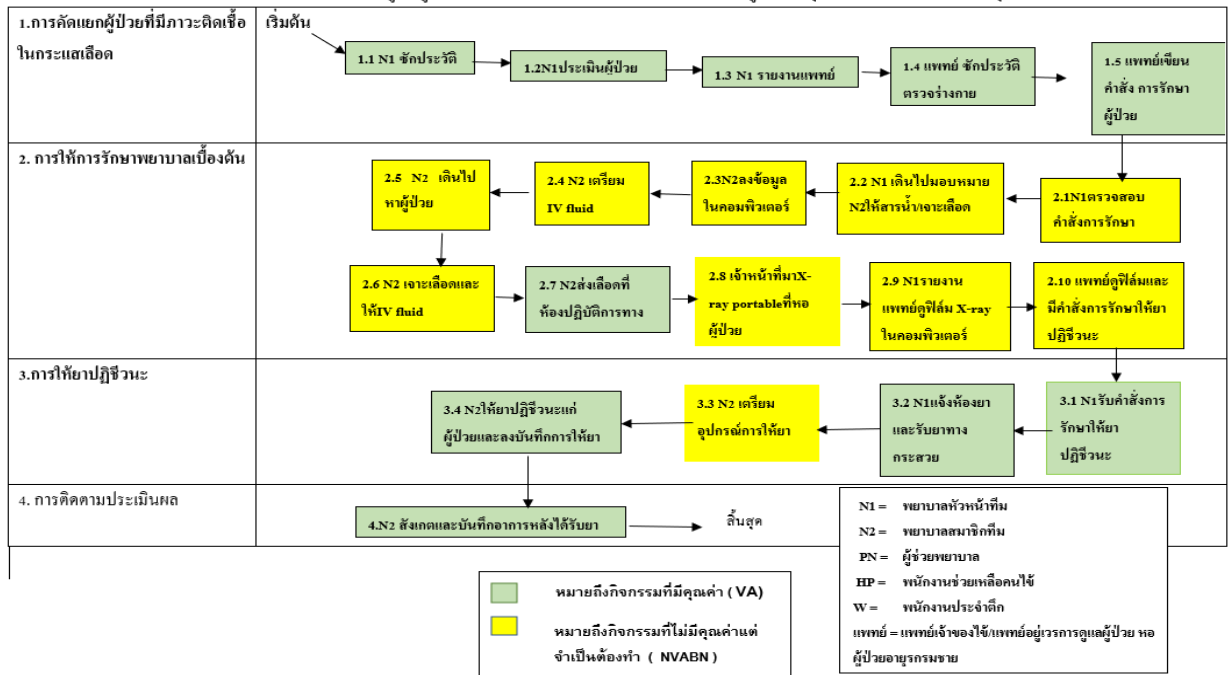 1.การคัดแยกผู้ป่วยที่มีภาวะติดเชื้อ
ในกระแสเลือด
เริ่มต้น
1.1 N1 ซักประวัติ
1.2N1ประเมินผู้ป่วย
1.3 N1 รายงานแพทย์
1.4 แพทย์ ซักประวัติ
ตรวจร่างกาย
1.5 แพทย์เขียน
คำสั่ง การรักษา
ผู้ป่วย
2. การให้การรักษาพยาบาลเบื้องต้น
2.5 N2 เดินไป
หาผู้ป่วย
2.4 N2 เตรียม
IV fluid
2.3N2ลงข้อมูล
ในคอมพิวเตอร์
2.2 N1 เดินไปมอบหมาย
N2ให้สารน้ำ/เจาะเลือด
2.1N1ตรวจสอบ
คำสั่งการรักษา
2.6 N2 เจาะเลือดและ
ให้IV fluid
2.7 N2ส่งเลือดที่
ห้องปฏิบัติการทาง
2.8 เจ้าหน้าที่มาX-
ray portableที่หอ
ผู้ป่วย
2.9 N1รายงาน
แพทย์ดูฟิล์ม X-ray
ในคอมพิวเตอร์
2.10 แพทย์ดูฟิล์มและ
มีคำสั่งการรักษาให้ยา
ปฏิชีวนะ
3.การให้ยาปฏิชีวนะ
3.4 N2ให้ยาปฏิชีวนะแก่
ผู้ป่วยและลงบันทึกการให้ยา
3.3 N2 เตรียม
อุปกรณ์การให้ยา
3.2 N1แจ้งห้องยา
และรับยาทาง
กระสวย
3.1 N1รับคำสั่งการ
รักษาให้ยา
ปฏิชีวนะ
4. การติดตามประเมินผล
4.N2 สังเกตและบันทึกอาการหลังได้รับยา
สิ้นสุด
N1 = พยาบาลหัวหน้าทีม
N2 = พยาบาลสมาชิกทีม
PN = ผู้ช่วยพยาบาล
HP = พนักงานช่วยเหลือคนไข้
W = พนักงานประจำตึก
แพทย์ = แพทย์เจ้าของไข้/แพทย์อยู่เวรการดูแลผู้ป่วย หอ
ผู้ป่วยอายุรกรมชาย
หมายถึงกิจกรรมที่มีคุณค่า ( VA)
หมายถึงกิจกรรมที่ไม่มีคุณค่าแต่
จำเป็นต้องทำ ( NVABN )